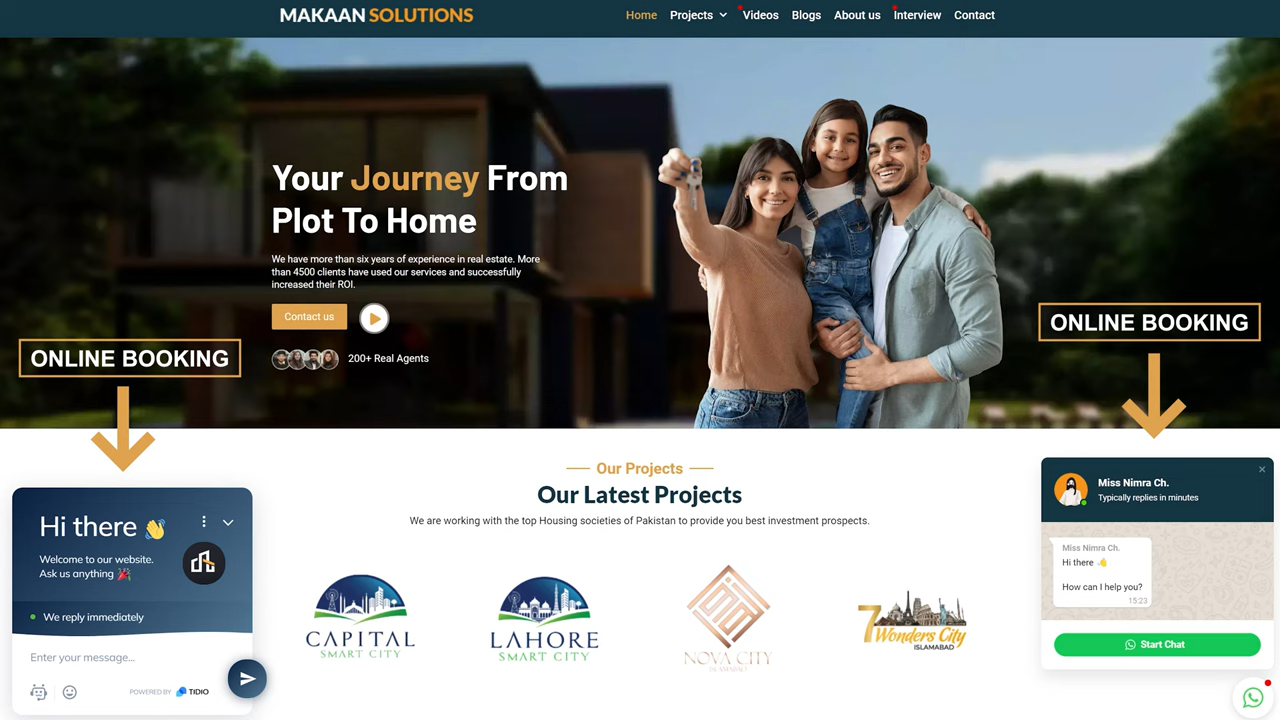 MAKAAN SOLUTIONS
Home Projects Videos Blogs About us Interview Contact
Your Journey From
Plot To Home
We have more than six years of experience in real estate. More
than 4500 clients have used our services and successfully
increased their ROI.
Contact us
200+ Real Agents
ONLINE BOOKING
ONLINE BOOKING
Our Projects
Our Latest Projects
We are working with the top Housing societies of Pakistan to provide you best investment prospects.
CAPITAL
SMART CITY
LAHORE
SMART CITY
NOVA CITY
ISLAMABAD
7 Wonders City
ISLAMABAD
Hi there 👋
Welcome to our website.
Ask us anything 🎉
We reply immediately
Enter your message...
POWERED BY TIDIO
Miss Nimra Ch.
Typically replies in minutes
Miss Nimra Ch.
Hi there 👋
How can I help you?
15:23
Start Chat